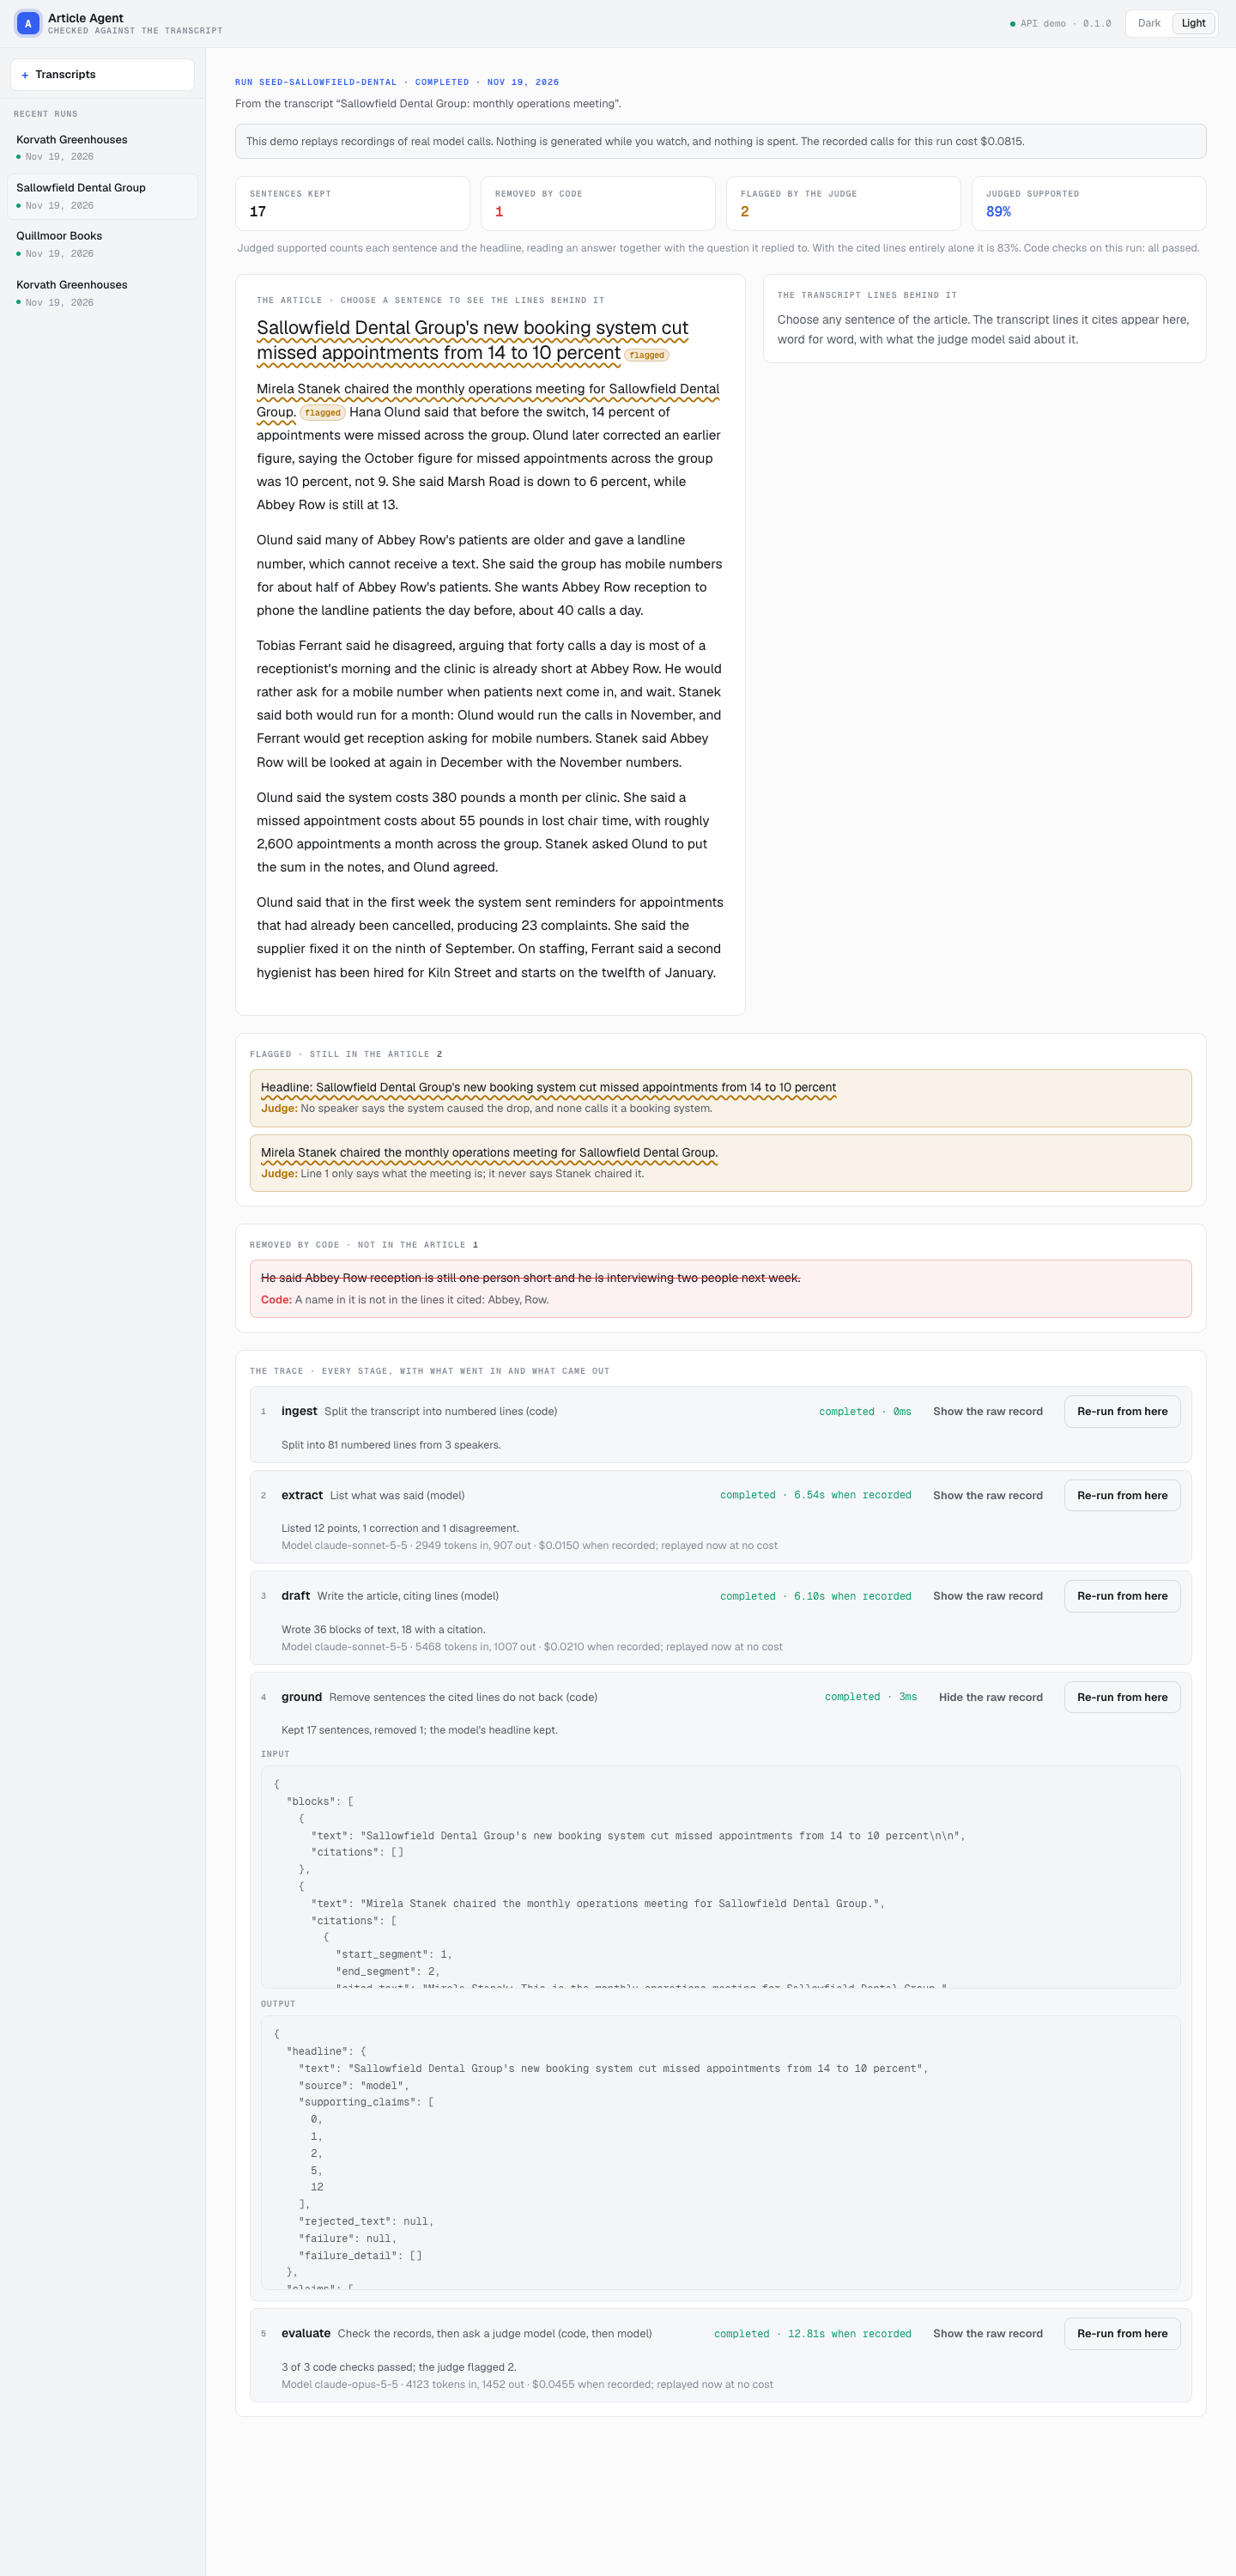 A
Article Agent
CHECKED AGAINST THE TRANSCRIPT
API demo · 0.1.0
Dark
Light
+ Transcripts
RECENT RUNS
Korvath Greenhouses
Nov 19, 2026
Sallowfield Dental Group
Nov 19, 2026
Quillmoor Books
Nov 19, 2026
Korvath Greenhouses
Nov 19, 2026
RUN SEED-SALLOWFIELD-DENTAL · COMPLETED · NOV 19, 2026
From the transcript “Sallowfield Dental Group: monthly operations meeting”.
This demo replays recordings of real model calls. Nothing is generated while you watch, and nothing is spent. The recorded calls for this run cost $0.0815.
SENTENCES KEPT
17
REMOVED BY CODE
1
FLAGGED BY THE JUDGE
2
JUDGED SUPPORTED
89%
Judged supported counts each sentence and the headline, reading an answer together with the question it replied to. With the cited lines entirely alone it is 83%. Code checks on this run: all passed.
THE ARTICLE · CHOOSE A SENTENCE TO SEE THE LINES BEHIND IT
Sallowfield Dental Group's new booking system cut
missed appointments from 14 to 10 percent flagged
Mirela Stanek chaired the monthly operations meeting for Sallowfield Dental
Group. flagged Hana Olund said that before the switch, 14 percent of
appointments were missed across the group. Olund later corrected an earlier
figure, saying the October figure for missed appointments across the group
was 10 percent, not 9. She said Marsh Road is down to 6 percent, while
Abbey Row is still at 13.
Olund said many of Abbey Row's patients are older and gave a landline
number, which cannot receive a text. She said the group has mobile numbers
for about half of Abbey Row's patients. She wants Abbey Row reception to
phone the landline patients the day before, about 40 calls a day.
Tobias Ferrant said he disagreed, arguing that forty calls a day is most of a
receptionist's morning and the clinic is already short at Abbey Row. He would
rather ask for a mobile number when patients next come in, and wait. Stanek
said both would run for a month: Olund would run the calls in November, and
Ferrant would get reception asking for mobile numbers. Stanek said Abbey
Row will be looked at again in December with the November numbers.
Olund said the system costs 380 pounds a month per clinic. She said a
missed appointment costs about 55 pounds in lost chair time, with roughly
2,600 appointments a month across the group. Stanek asked Olund to put
the sum in the notes, and Olund agreed.
Olund said that in the first week the system sent reminders for appointments
that had already been cancelled, producing 23 complaints. She said the
supplier fixed it on the ninth of September. On staffing, Ferrant said a second
hygienist has been hired for Kiln Street and starts on the twelfth of January.
THE TRANSCRIPT LINES BEHIND IT
Choose any sentence of the article. The transcript lines it cites appear here,
word for word, with what the judge model said about it.
FLAGGED · STILL IN THE ARTICLE 2
Headline: Sallowfield Dental Group's new booking system cut missed appointments from 14 to 10 percent
Judge: No speaker says the system caused the drop, and none calls it a booking system.
Mirela Stanek chaired the monthly operations meeting for Sallowfield Dental Group.
Judge: Line 1 only says what the meeting is; it never says Stanek chaired it.
REMOVED BY CODE · NOT IN THE ARTICLE 1
He said Abbey Row reception is still one person short and he is interviewing two people next week.
Code: A name in it is not in the lines it cited: Abbey, Row.
THE TRACE · EVERY STAGE, WITH WHAT WENT IN AND WHAT CAME OUT
1 ingest Split the transcript into numbered lines (code) completed · 0ms Show the raw record Re-run from here
Split into 81 numbered lines from 3 speakers.
2 extract List what was said (model) completed · 6.54s when recorded Show the raw record Re-run from here
Listed 12 points, 1 correction and 1 disagreement.
Model claude-sonnet-5-5 · 2949 tokens in, 907 out · $0.0150 when recorded; replayed now at no cost
3 draft Write the article, citing lines (model) completed · 6.10s when recorded Show the raw record Re-run from here
Wrote 36 blocks of text, 18 with a citation.
Model claude-sonnet-5-5 · 5468 tokens in, 1007 out · $0.0210 when recorded; replayed now at no cost
4 ground Remove sentences the cited lines do not back (code) completed · 3ms Hide the raw record Re-run from here
Kept 17 sentences, removed 1; the model's headline kept.
INPUT
{
"blocks": [
{
"text": "Sallowfield Dental Group's new booking system cut missed appointments from 14 to 10 percent\n\n",
"citations": []
},
{
"text": "Mirela Stanek chaired the monthly operations meeting for Sallowfield Dental Group.",
"citations": [
{
"start_segment": 1,
"end_segment": 2,
"cited_text": "Mirela Stanek: This is the monthly operations meeting for Sallowfield Dental Group."
OUTPUT
{
"headline": {
"text": "Sallowfield Dental Group's new booking system cut missed appointments from 14 to 10 percent",
"source": "model",
"supporting_claims": [
0,
1,
2,
5,
12
],
"rejected_text": null,
"failure": null,
"failure_detail": []
},
"claims": [
5 evaluate Check the records, then ask a judge model (code, then model) completed · 12.81s when recorded Show the raw record Re-run from here
3 of 3 code checks passed; the judge flagged 2.
Model claude-opus-5-5 · 4123 tokens in, 1452 out · $0.0455 when recorded; replayed now at no cost